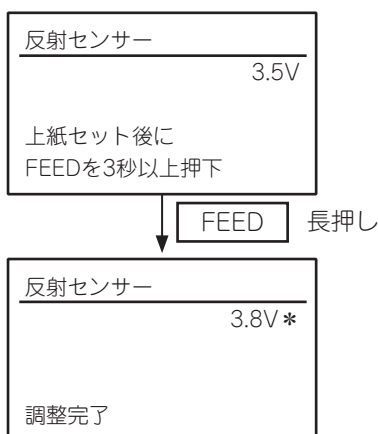 反射センサー
3.5V
上紙セット後に
FEEDを3秒以上押下
FEED 長押し
反射センサー
3.8V*
調整完了